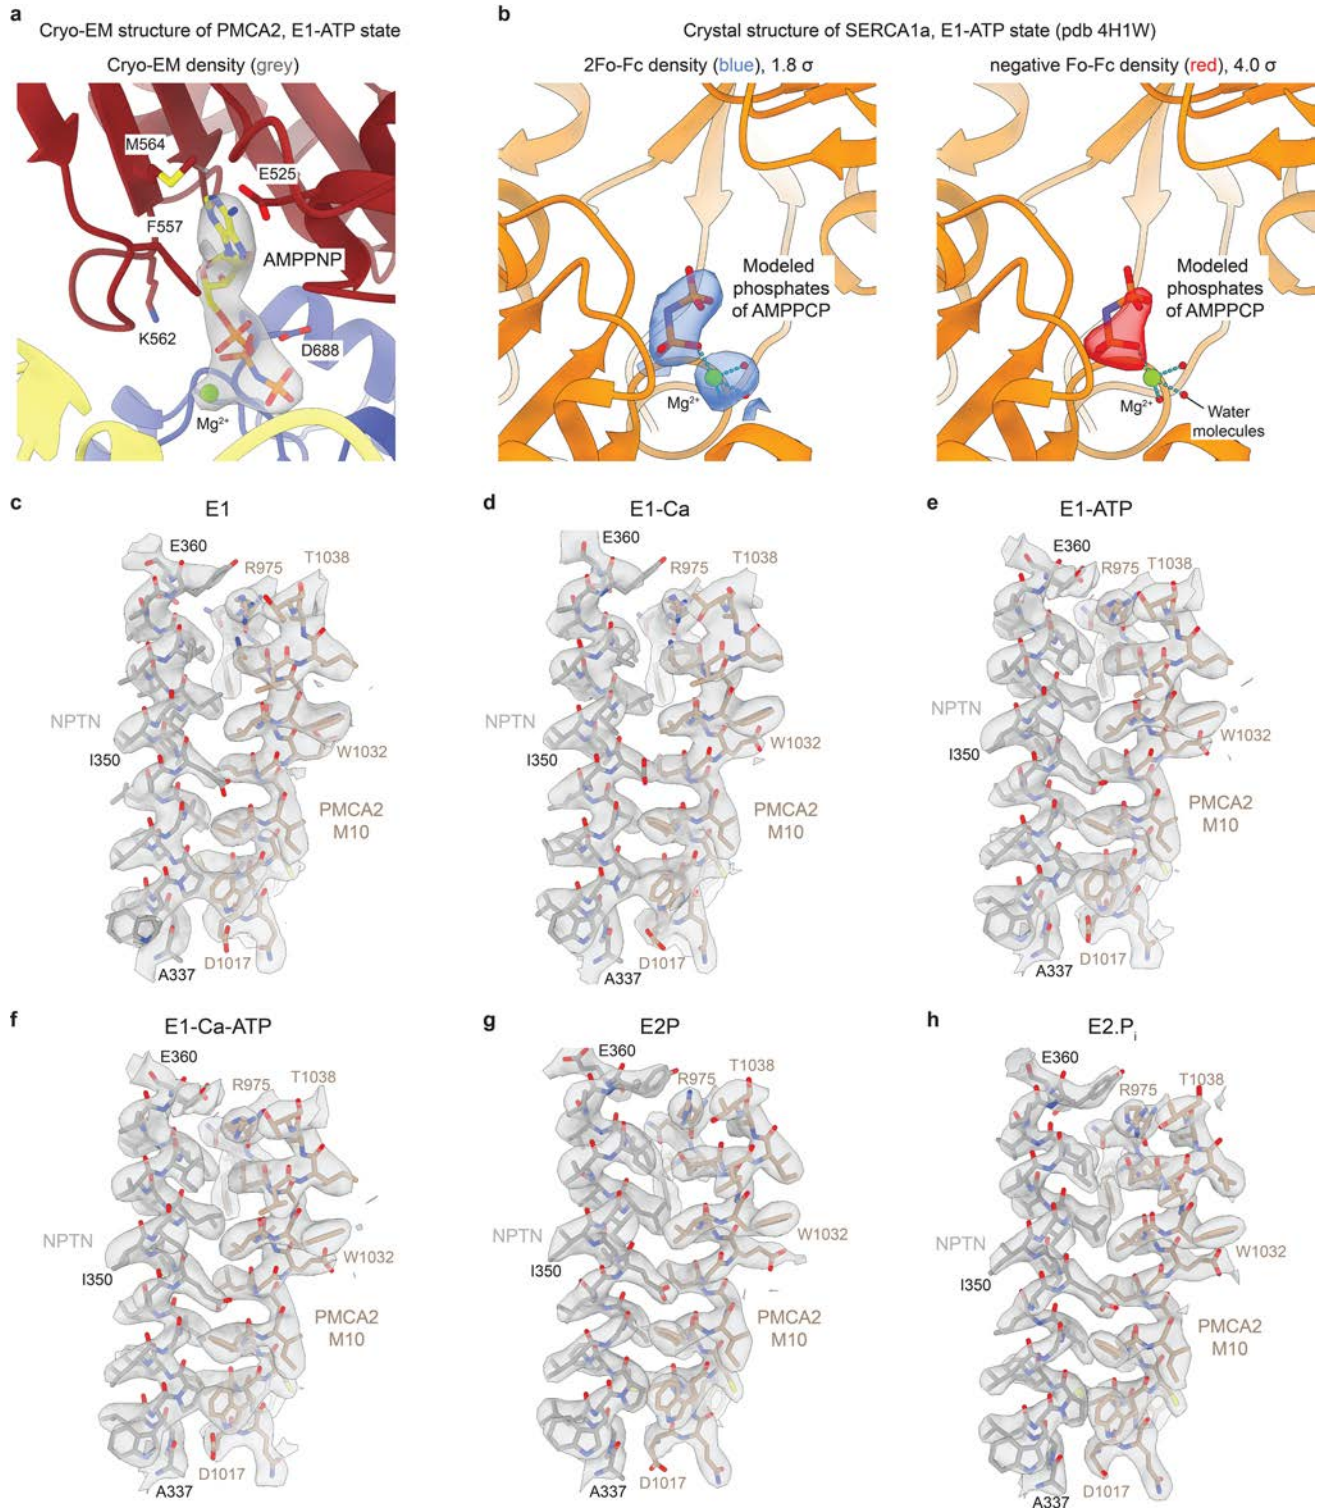 a
Cryo-EM structure of PMCA2, E1-ATP state
Cryo-EM density (grey)
M564
E525
F557
AMPPNP
K562
D688
Mg²⁺
b
Crystal structure of SERCA1a, E1-ATP state (pdb 4H1W)
2Fo-Fc density (blue), 1.8 σ
Modeled
phosphates
of AMPPCP
Mg²⁺
negative Fo-Fc density (red), 4.0 σ
Modeled
phosphates
of AMPPCP
Mg²⁺
Water
molecules
c
E1
E360
R975
T1038
NPTN
I350
W1032
PMCA2
M10
D1017
A337
d
E1-Ca
E360
R975
T1038
NPTN
I350
W1032
PMCA2
M10
D1017
A337
e
E1-ATP
E360
R975
T1038
NPTN
I350
W1032
PMCA2
M10
D1017
A337
f
E1-Ca-ATP
E360
R975
T1038
NPTN
I350
W1032
PMCA2
M10
D1017
A337
g
E2P
E360
R975
T1038
NPTN
I350
W1032
PMCA2
M10
D1017
A337
h
E2.Pᵢ
E360
R975
T1038
NPTN
I350
W1032
PMCA2
M10
D1017
A337